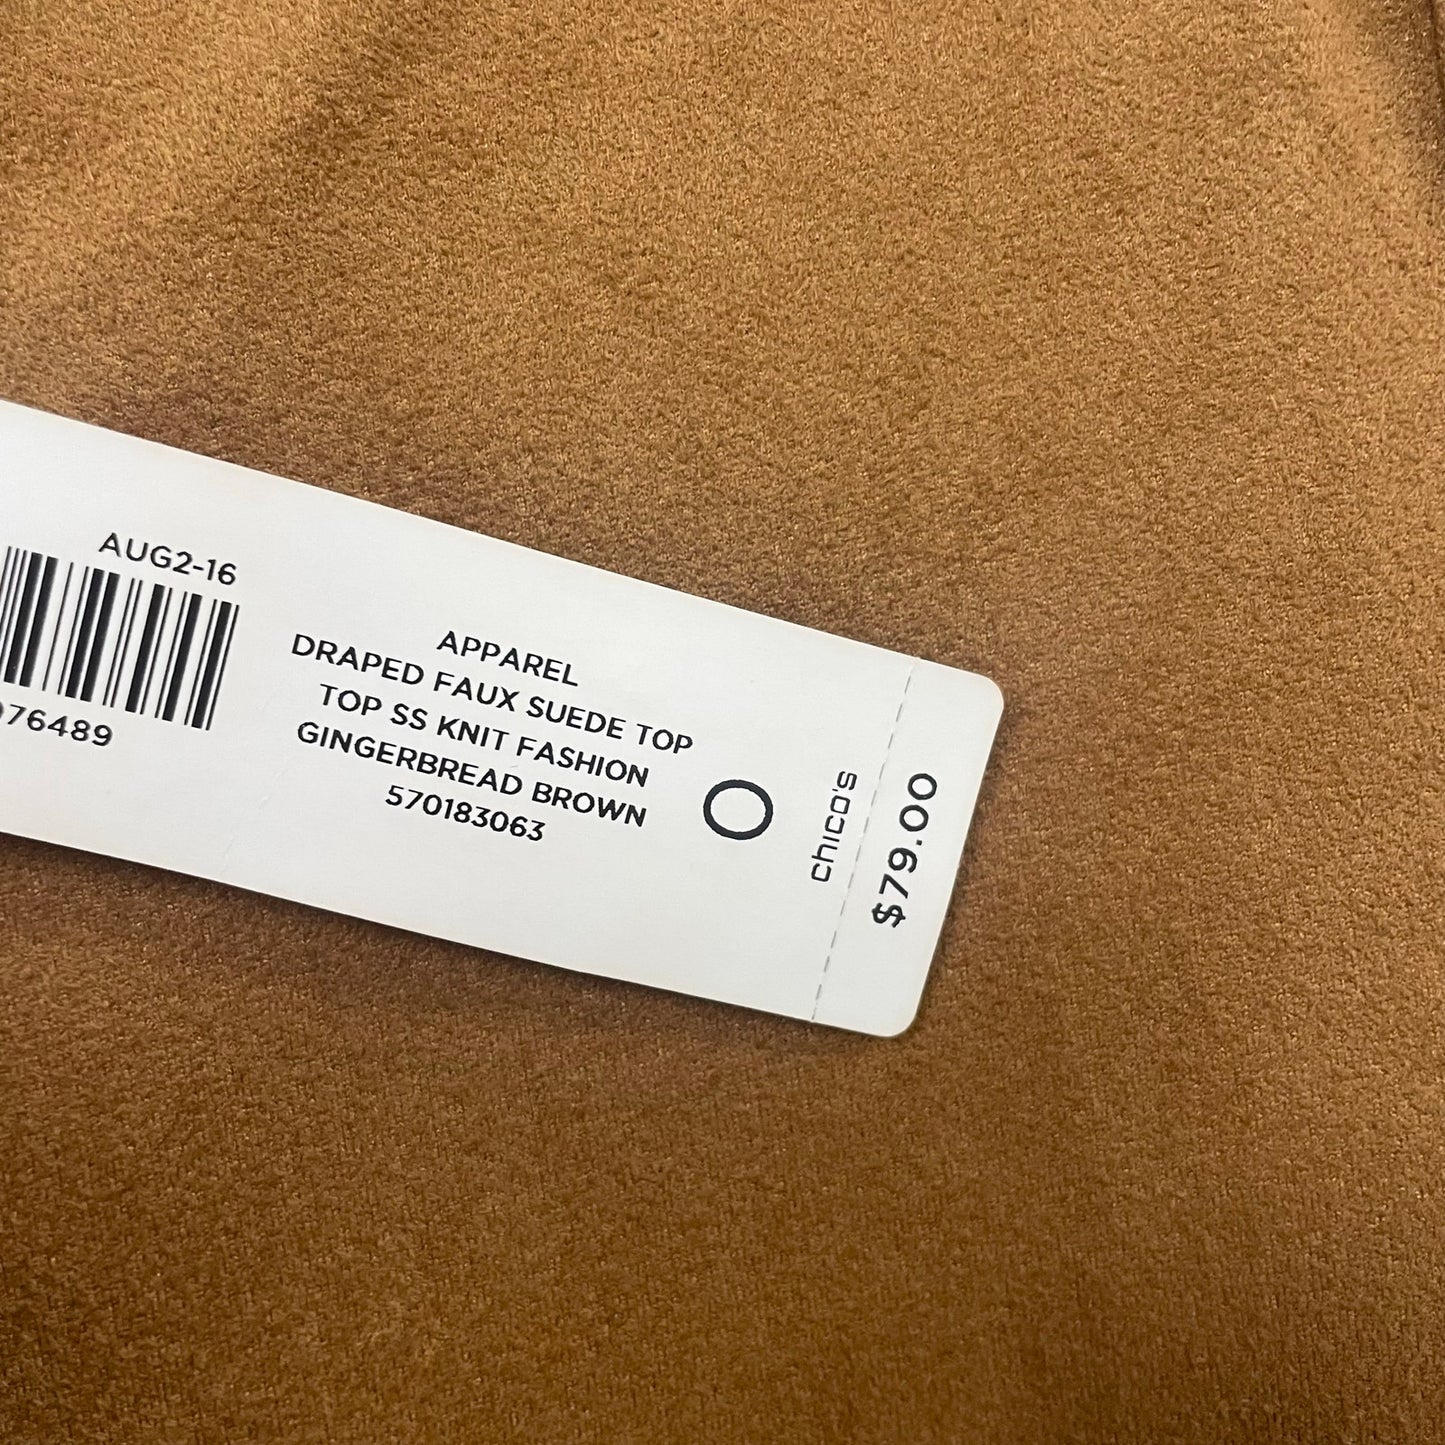 AUG2-16
76489
APPAREL
DRAPED FAUX SUEDE TOP
TOP SS KNIT FASHION
GINGERBREAD BROWN
570183063
O
chico's
$79.00